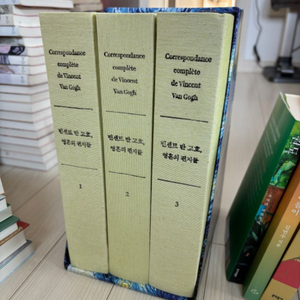 Correspondance
complète
de Vincent
Van Gogh
빈센트 반 고흐,
영혼의 편지들
1
Correspondance
complète
de Vincent
Van Gogh
빈센트 반 고흐,
영혼의 편지들
2
Correspondance
complète
de Vincent
Van Gogh
빈센트 반 고흐,
영혼의 편지들
3